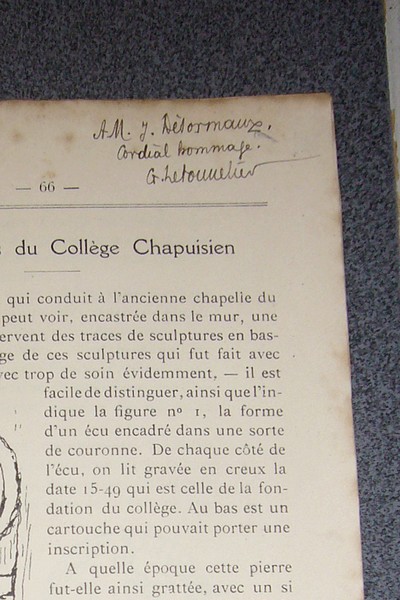 A M. J. Désormaux,
Cordial hommage.
G. Letonnelier
— 66 —
du Collège Chapuisien
qui conduit à l'ancienne chapelle du
peut voir, encastrée dans le mur, une
servent des traces de sculptures en bas-
ge de ces sculptures qui fut fait avec
vec trop de soin évidemment, — il est
facile de distinguer, ainsi que l'in-
dique la figure nº 1, la forme
d'un écu encadré dans une sorte
de couronne. De chaque côté de
l'écu, on lit gravée en creux la
date 15-49 qui est celle de la fon-
dation du collège. Au bas est un
cartouche qui pouvait porter une
inscription.
A quelle époque cette pierre
fut-elle ainsi grattée, avec un si